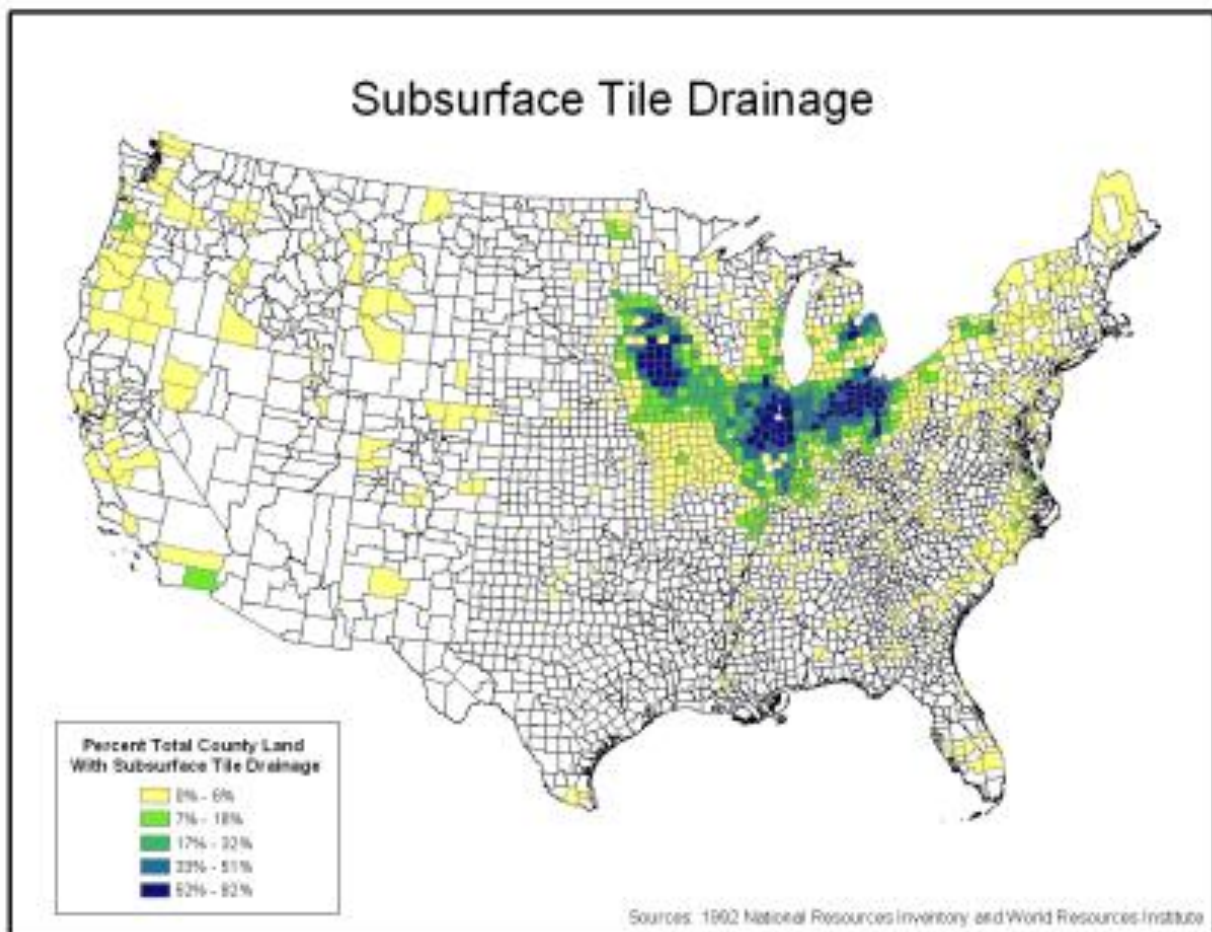 Subsurface Tile Drainage
Percent Total County Land
With Subsurface Tile Drainage
0% - 6%
7% - 16%
17% - 32%
33% - 51%
52% - 82%
Sources: 1992 National Resources Inventory and World Resources Institute